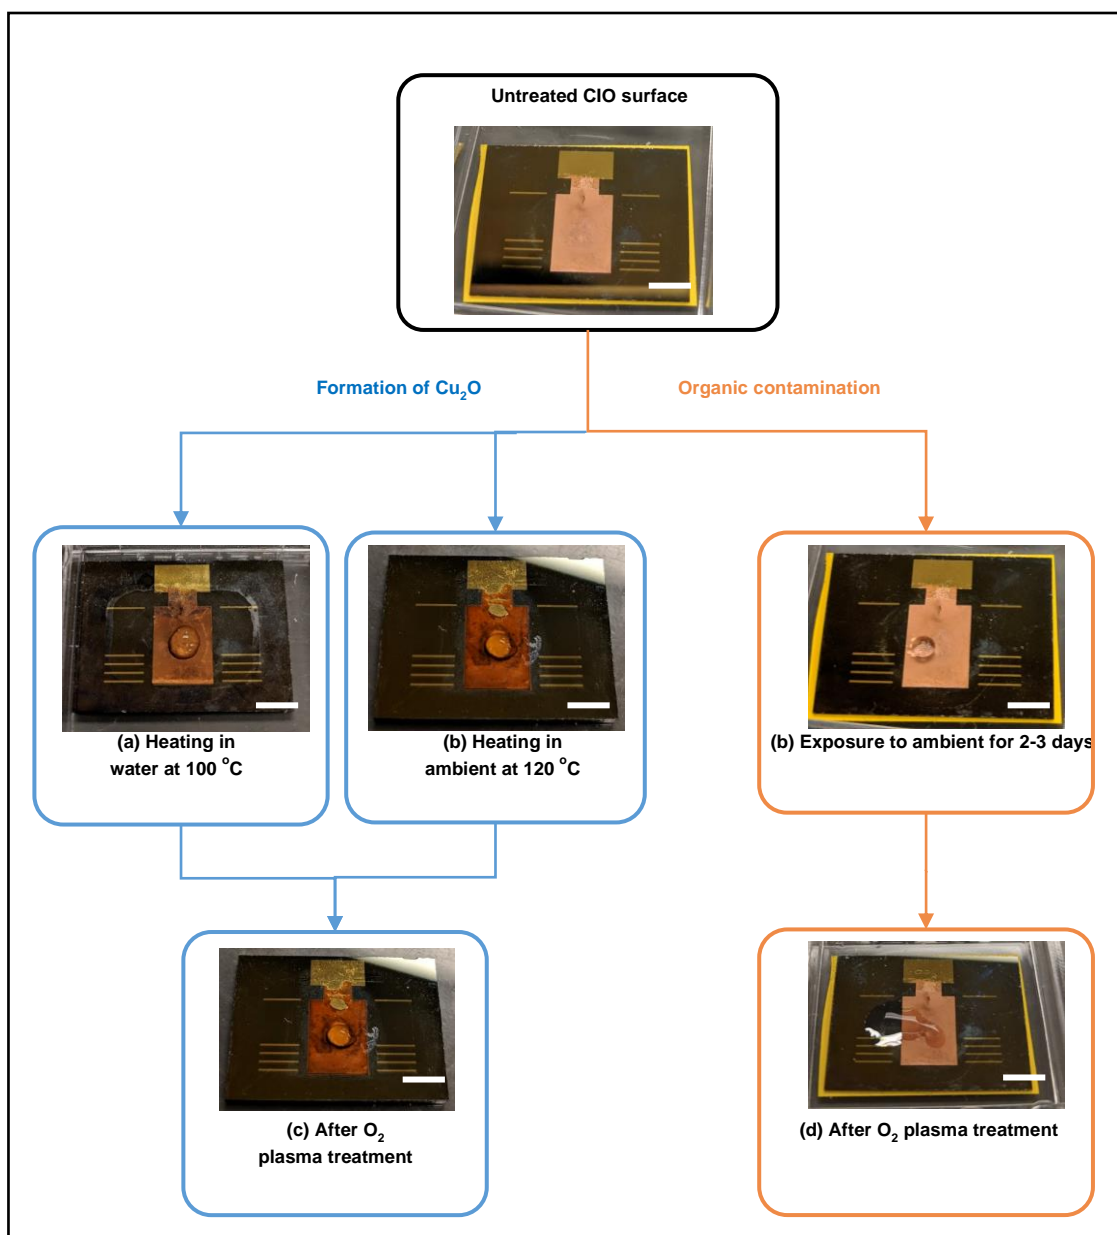 Untreated CIO surface
Formation of Cu₂O
Organic contamination
(a) Heating in
water at 100 °C
(b) Heating in
ambient at 120 °C
(b) Exposure to ambient for 2-3 days
(c) After O₂
plasma treatment
(d) After O₂ plasma treatment